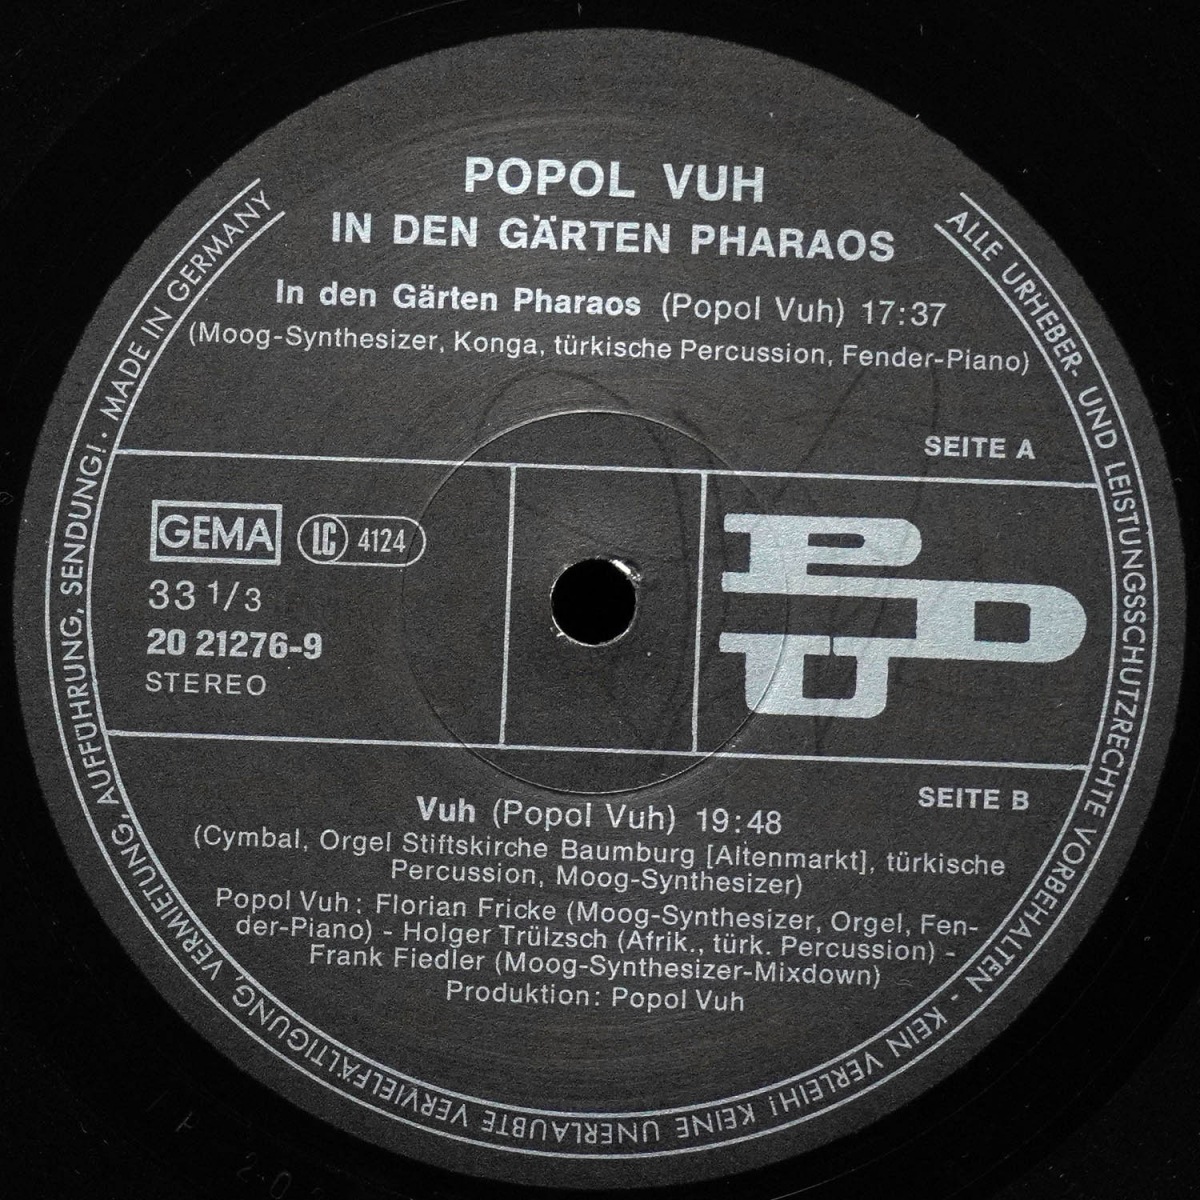 POPOL VUH
IN DEN GÄRTEN PHARAOS
In den Gärten Pharaos (Popol Vuh) 17:37
(Moog-Synthesizer, Konga, türkische Percussion, Fender-Piano)
SEITE A
GEMA LC 4124
33 1/3
20 21276-9
STEREO
PDU
SEITE B
Vuh (Popol Vuh) 19:48
(Cymbal, Orgel Stiftskirche Baumburg [Altenmarkt], türkische
Percussion, Moog-Synthesizer)
Popol Vuh: Florian Fricke (Moog-Synthesizer, Orgel, Fen-
der-Piano) - Holger Trülzsch (Afrik., türk. Percussion) -
Frank Fiedler (Moog-Synthesizer-Mixdown)
Produktion: Popol Vuh
ALLE URHEBER- UND LEISTUNGSSCHUTZRECHTE VORBEHALTEN - KEIN VERLEIH! KEINE UNERLAUBTE VERVIELFÄLTIGUNG, VERMIETUNG, AUFFÜHRUNG, SENDUNG! · MADE IN GERMANY